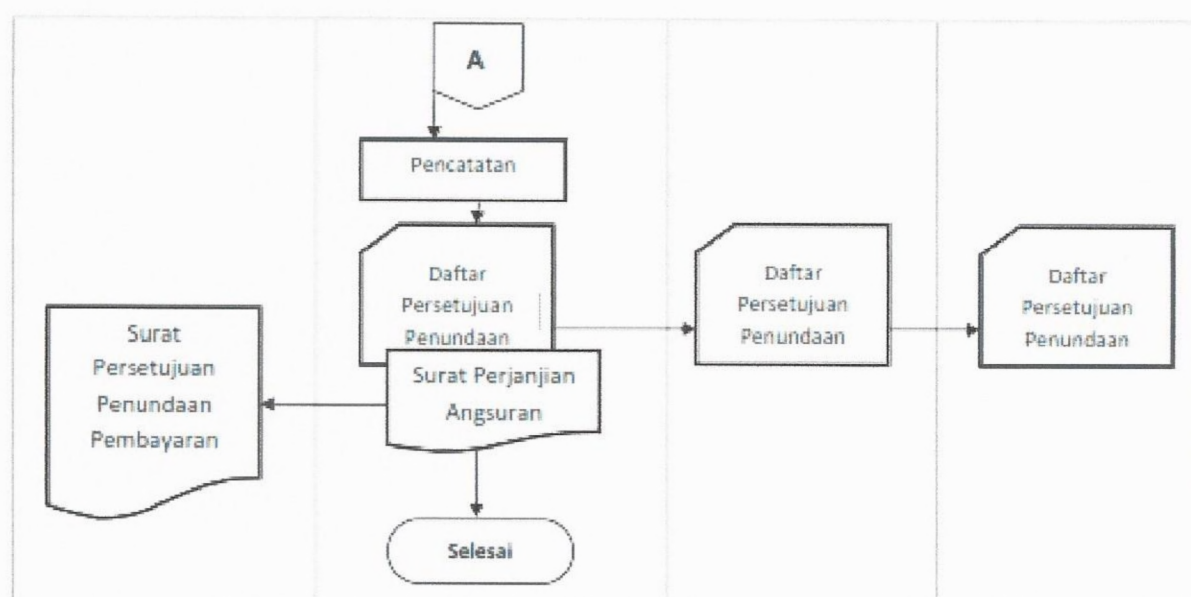 A
Pencatatan
Daftar
Persetujuan
Penundaan
Surat Perjanjian
Angsuran
Surat
Persetujuan
Penundaan
Pembayaran
Daftar
Persetujuan
Penundaan
Daftar
Persetujuan
Penundaan
Selesai